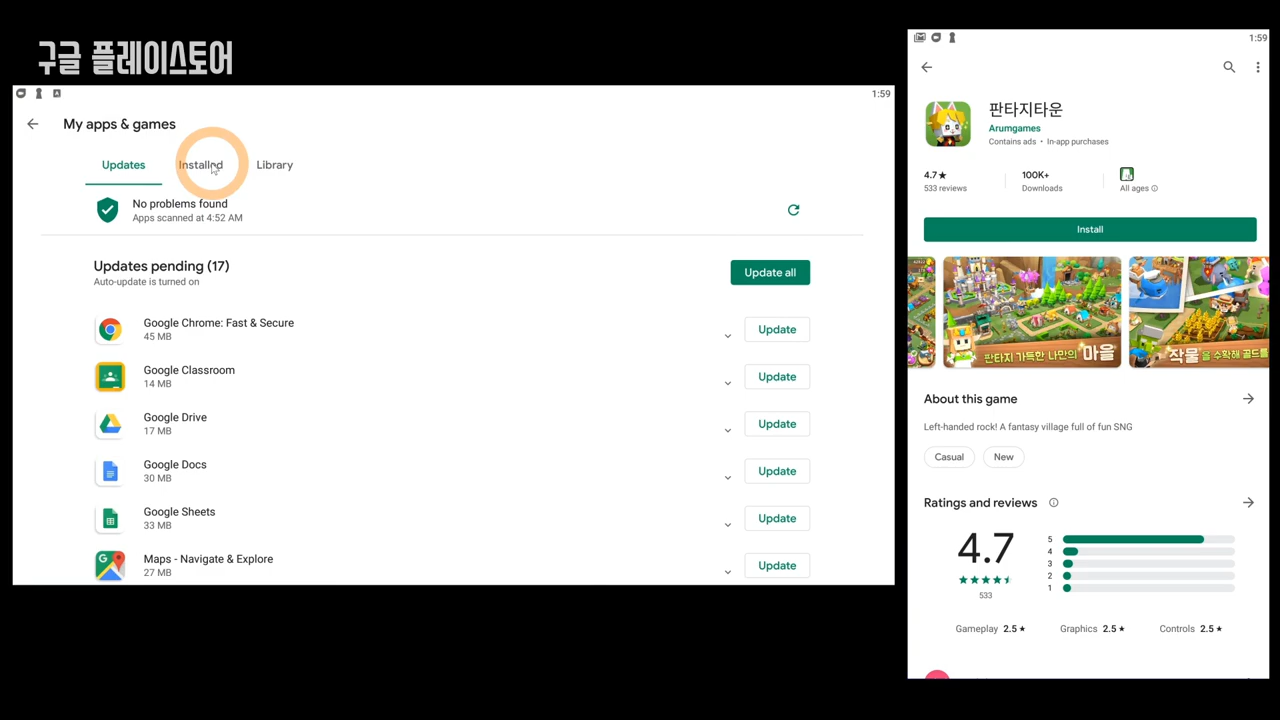 구글 플레이스토어
1:59
My apps & games
Updates
Installed
Library
No problems found
Apps scanned at 4:52 AM
Updates pending (17)
Auto-update is turned on
Update all
Google Chrome: Fast & Secure
45 MB
Update
Google Classroom
14 MB
Update
Google Drive
17 MB
Update
Google Docs
30 MB
Update
Google Sheets
33 MB
Update
Maps - Navigate & Explore
27 MB
Update
1:59
판타지타운
Arumgames
Contains ads • In-app purchases
4.7★
533 reviews
100K+
Downloads
All ages
Install
판타지 가득한 나만의 마을
작물을 수확해 골드를
About this game
Left-handed rock! A fantasy village full of fun SNG
Casual
New
Ratings and reviews
4.7
533
5
4
3
2
1
Gameplay 2.5★
Graphics 2.5★
Controls 2.5★